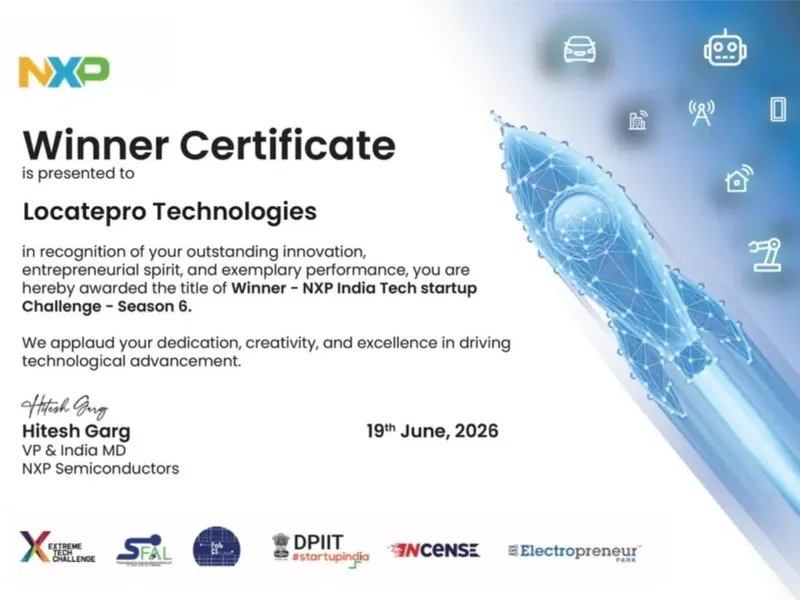 NXP
Winner Certificate
is presented to
Locatepro Technologies
in recognition of your outstanding innovation,
entrepreneurial spirit, and exemplary performance, you are
hereby awarded the title of Winner - NXP India Tech startup
Challenge - Season 6.
We applaud your dedication, creativity, and excellence in driving
technological advancement.
Hitesh Garg
Hitesh Garg
19th June, 2026
VP & India MD
NXP Semiconductors
X EXTREME
TECH
CHALLENGE
SFAL
DPIIT
#startupindia
INCENSE
Electropreneur
PARK